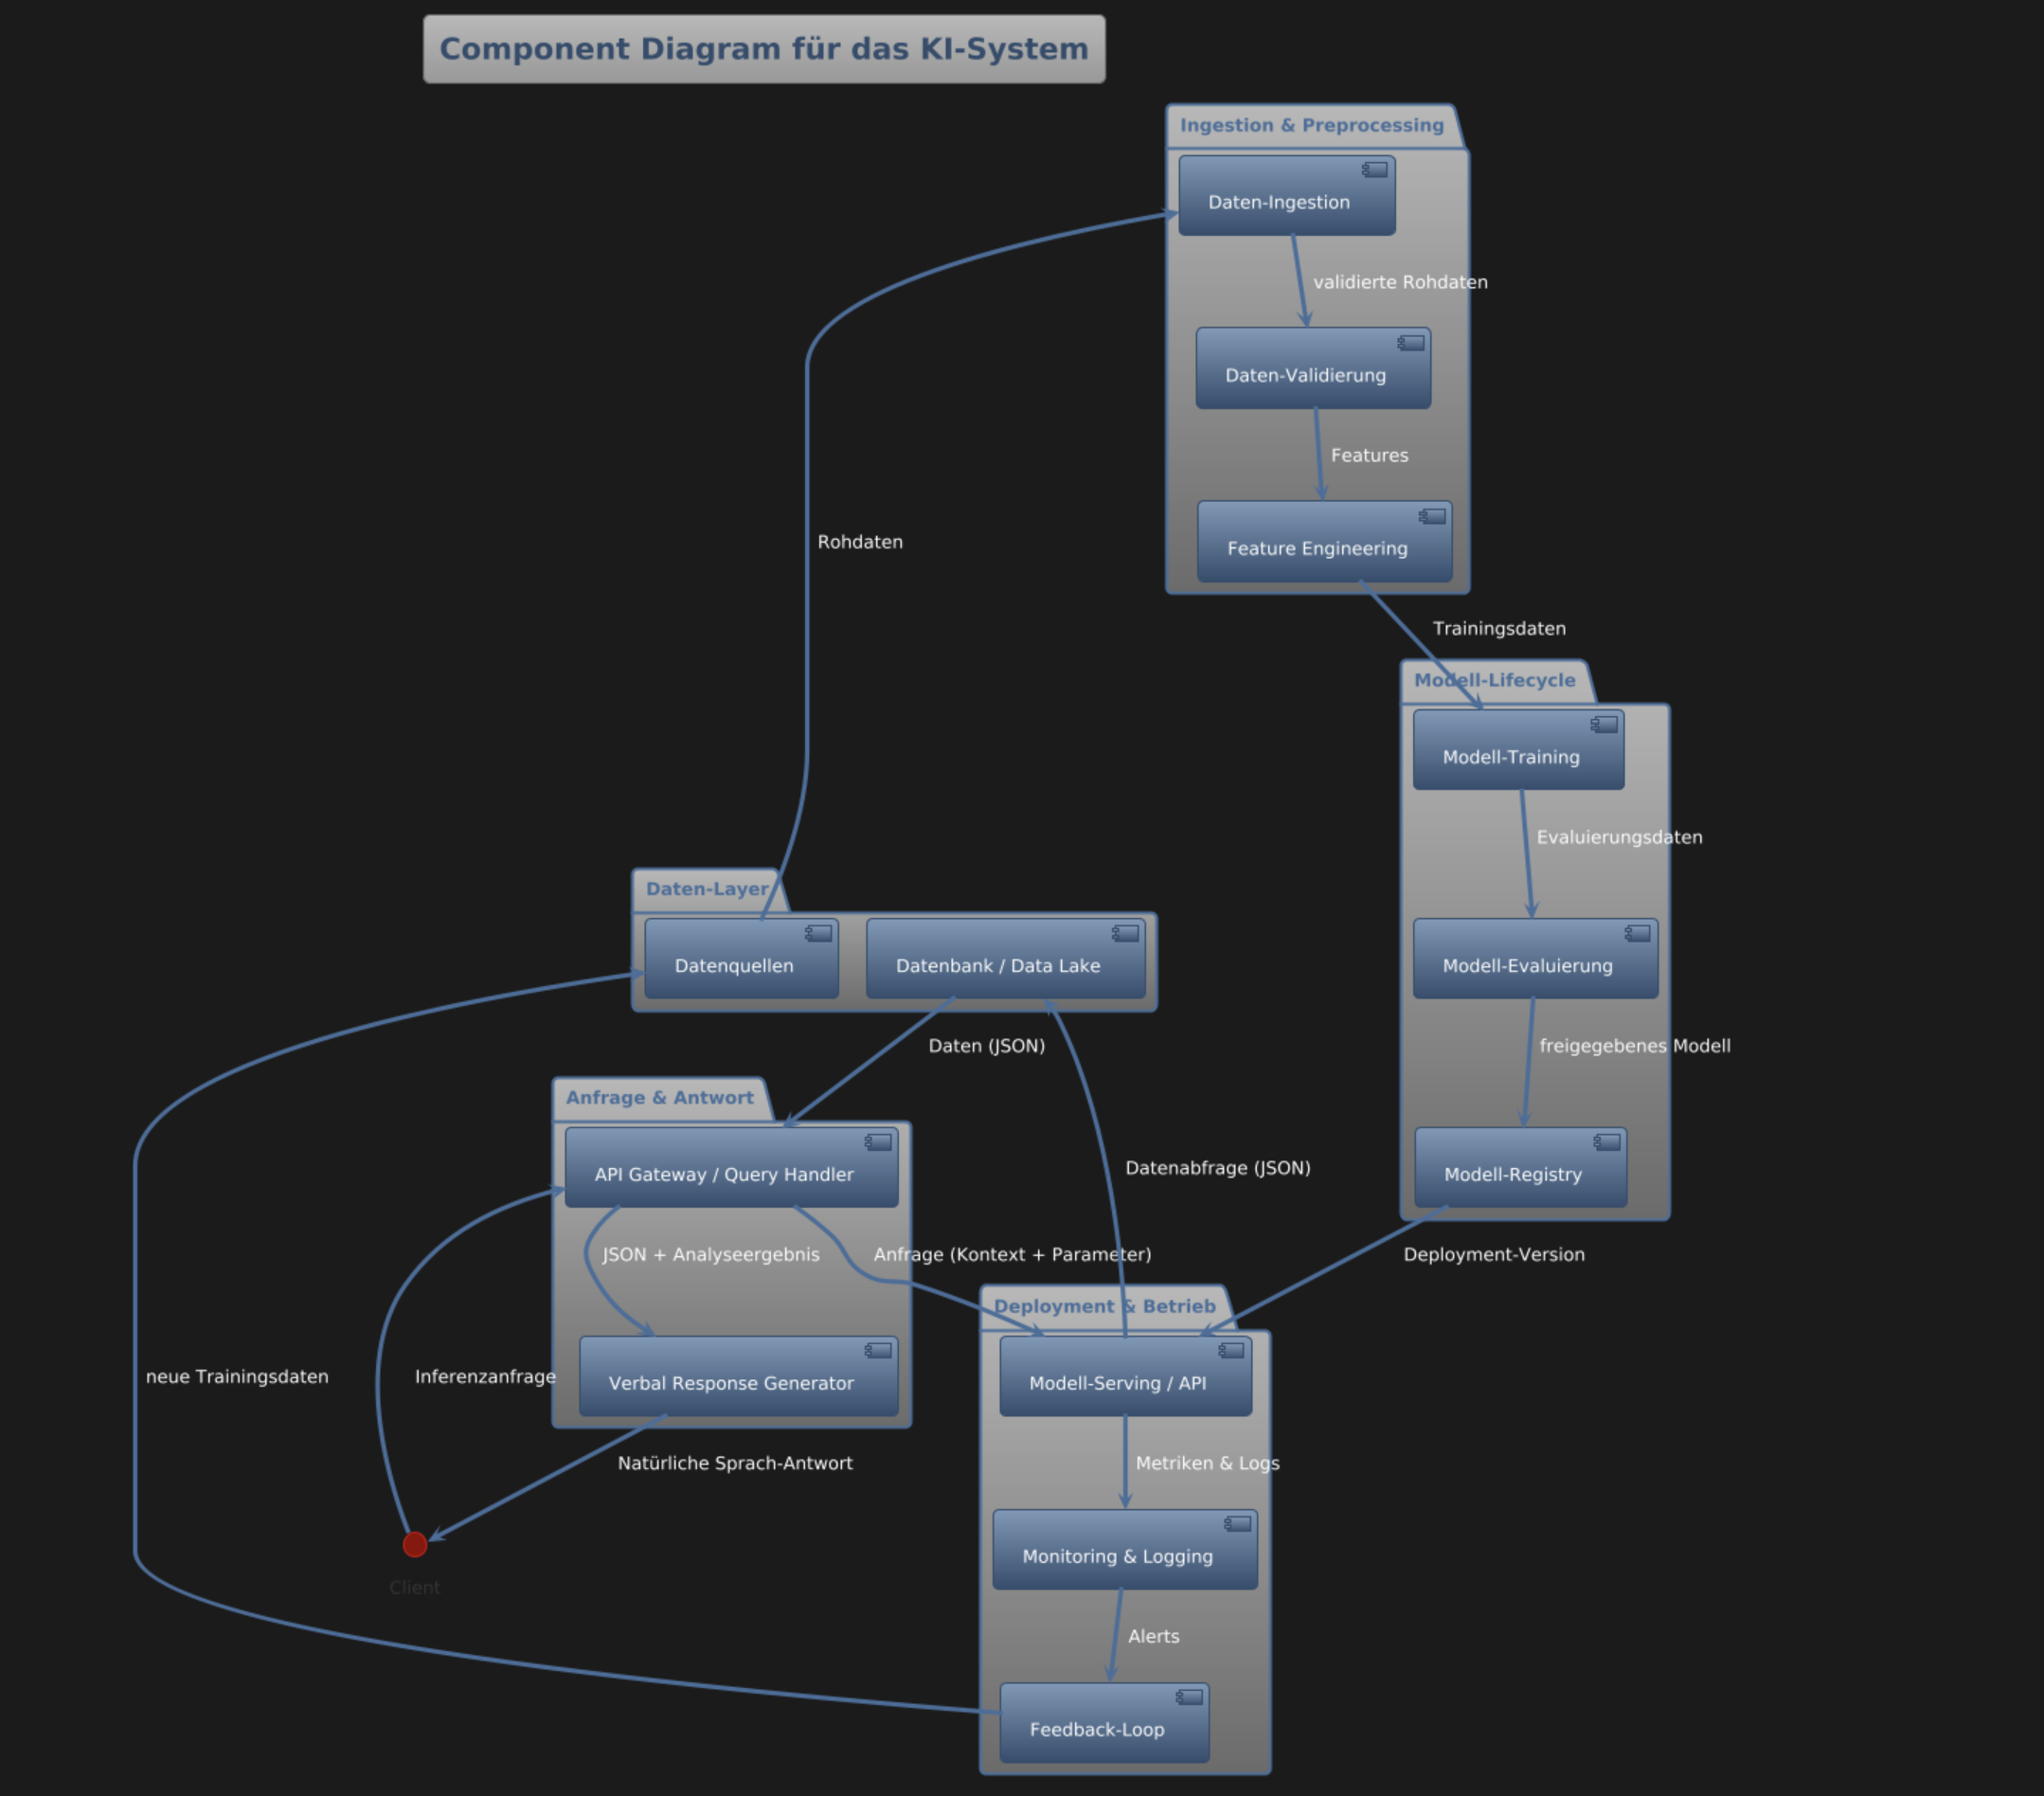 Component Diagram für das KI-System
Ingestion & Preprocessing
Daten-Ingestion
validierte Rohdaten
Daten-Validierung
Features
Feature Engineering
Rohdaten
Trainingsdaten
Modell-Lifecycle
Modell-Training
Evaluierungsdaten
Modell-Evaluierung
freigegebenes Modell
Modell-Registry
Deployment-Version
Daten-Layer
Datenquellen
Datenbank / Data Lake
Daten (JSON)
Datenabfrage (JSON)
Anfrage & Antwort
API Gateway / Query Handler
JSON + Analyseergebnis
Anfrage (Kontext + Parameter)
Verbal Response Generator
neue Trainingsdaten
Inferenzanfrage
Natürliche Sprach-Antwort
Client
Deployment & Betrieb
Modell-Serving / API
Metriken & Logs
Monitoring & Logging
Alerts
Feedback-Loop